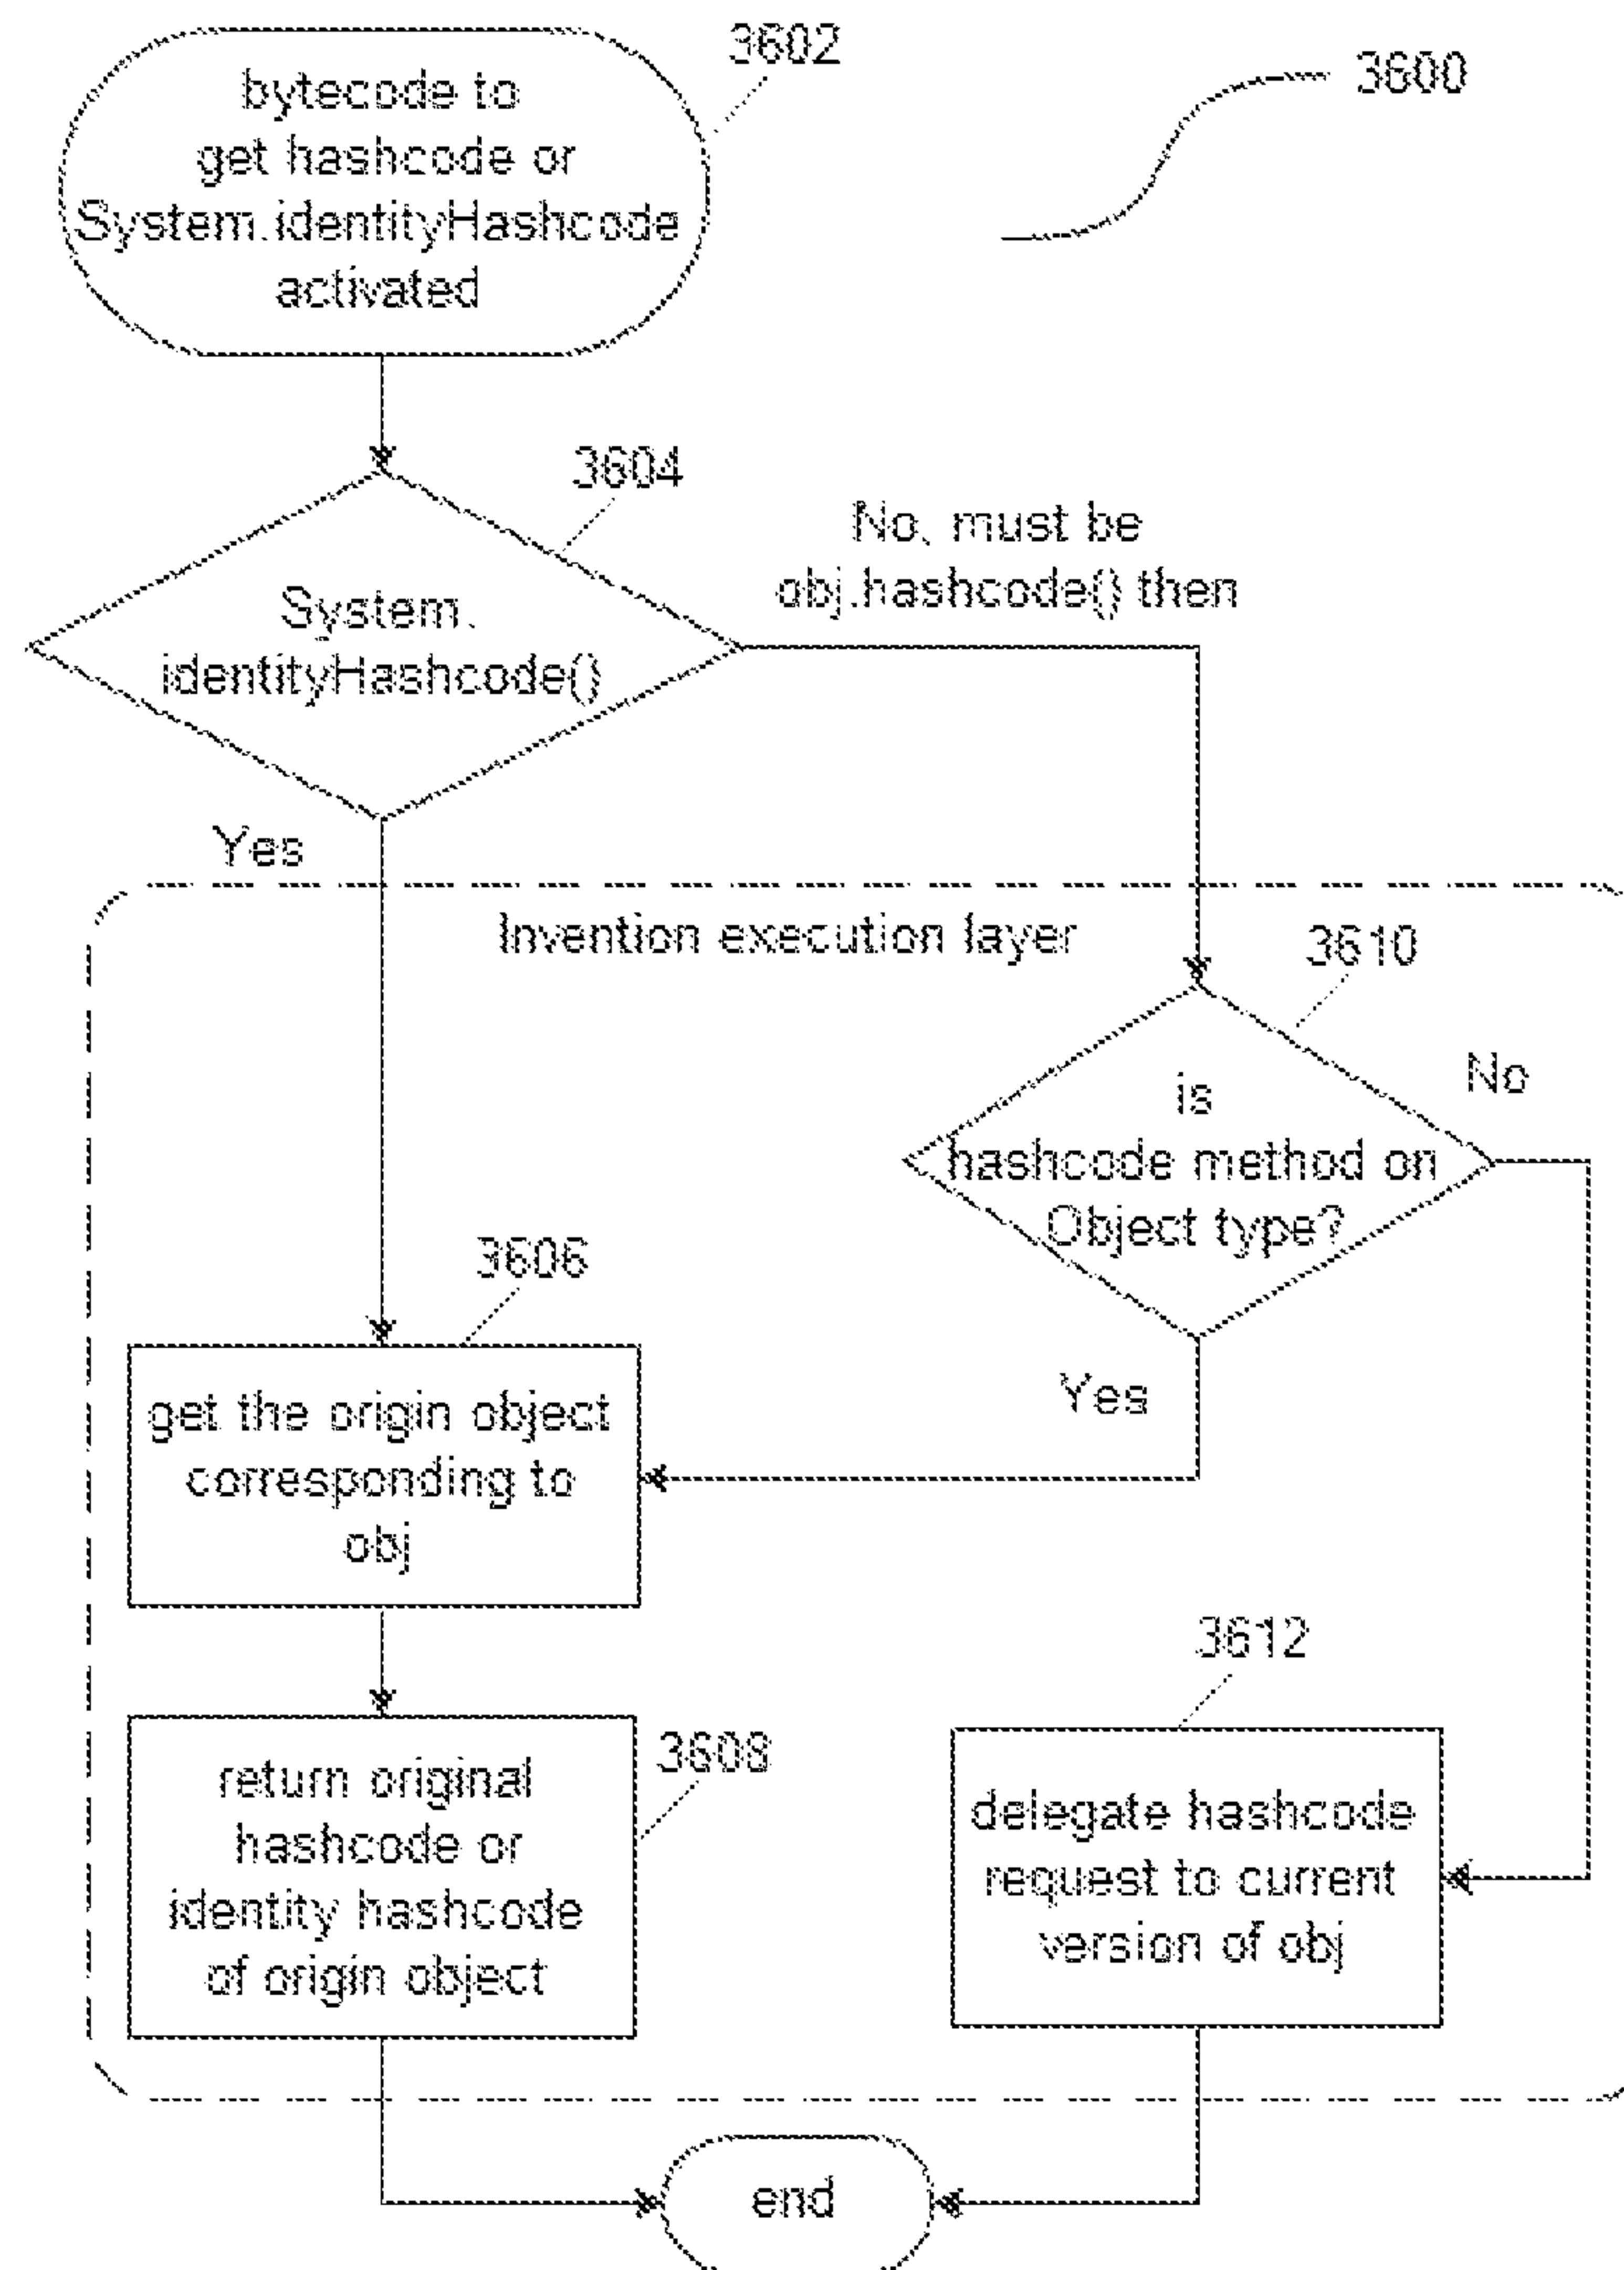 3602
3600
bytecode to
get hashcode or
System.identityHashcode
activated
3604
No, must be
obj.hashcode() then
System.
identityHashcode()
Yes
Invention execution layer
3610
No
is
hashcode method on
Object type?
3606
Yes
get the origin object
corresponding to
obj
3612
3608
return original
hashcode or
identity hashcode
of origin object
delegate hashcode
request to current
version of obj
end